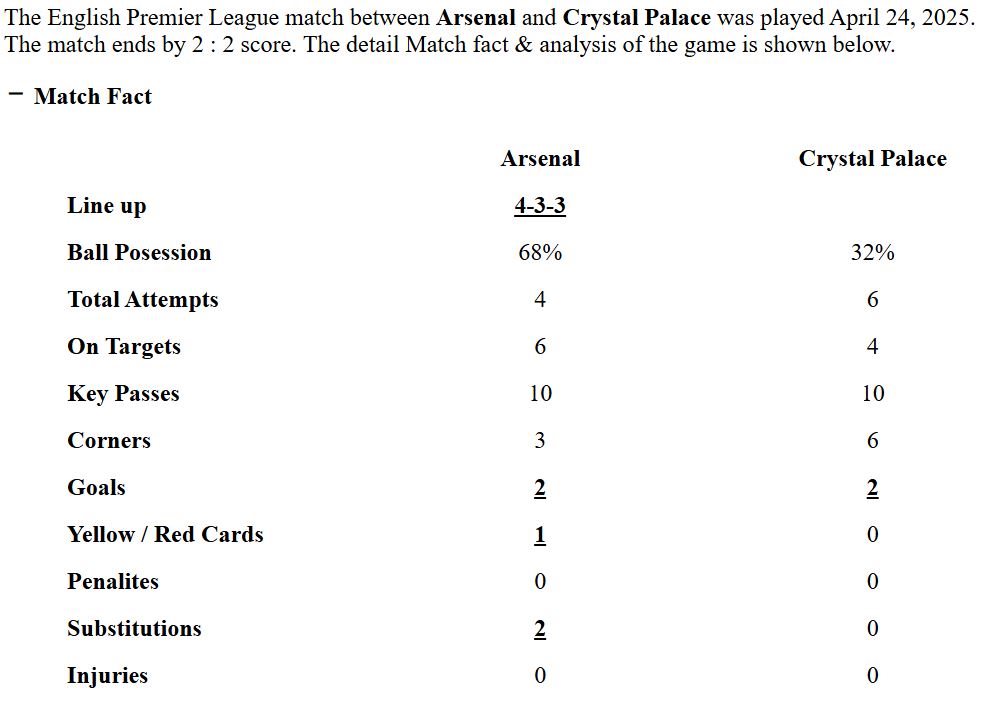 The English Premier League match between Arsenal and Crystal Palace was played April 24, 2025.
The match ends by 2 : 2 score. The detail Match fact & analysis of the game is shown below.
− Match Fact
Arsenal Crystal Palace
Line up 4-3-3
Ball Posession 68% 32%
Total Attempts 4 6
On Targets 6 4
Key Passes 10 10
Corners 3 6
Goals 2 2
Yellow / Red Cards 1 0
Penalites 0 0
Substitutions 2 0
Injuries 0 0